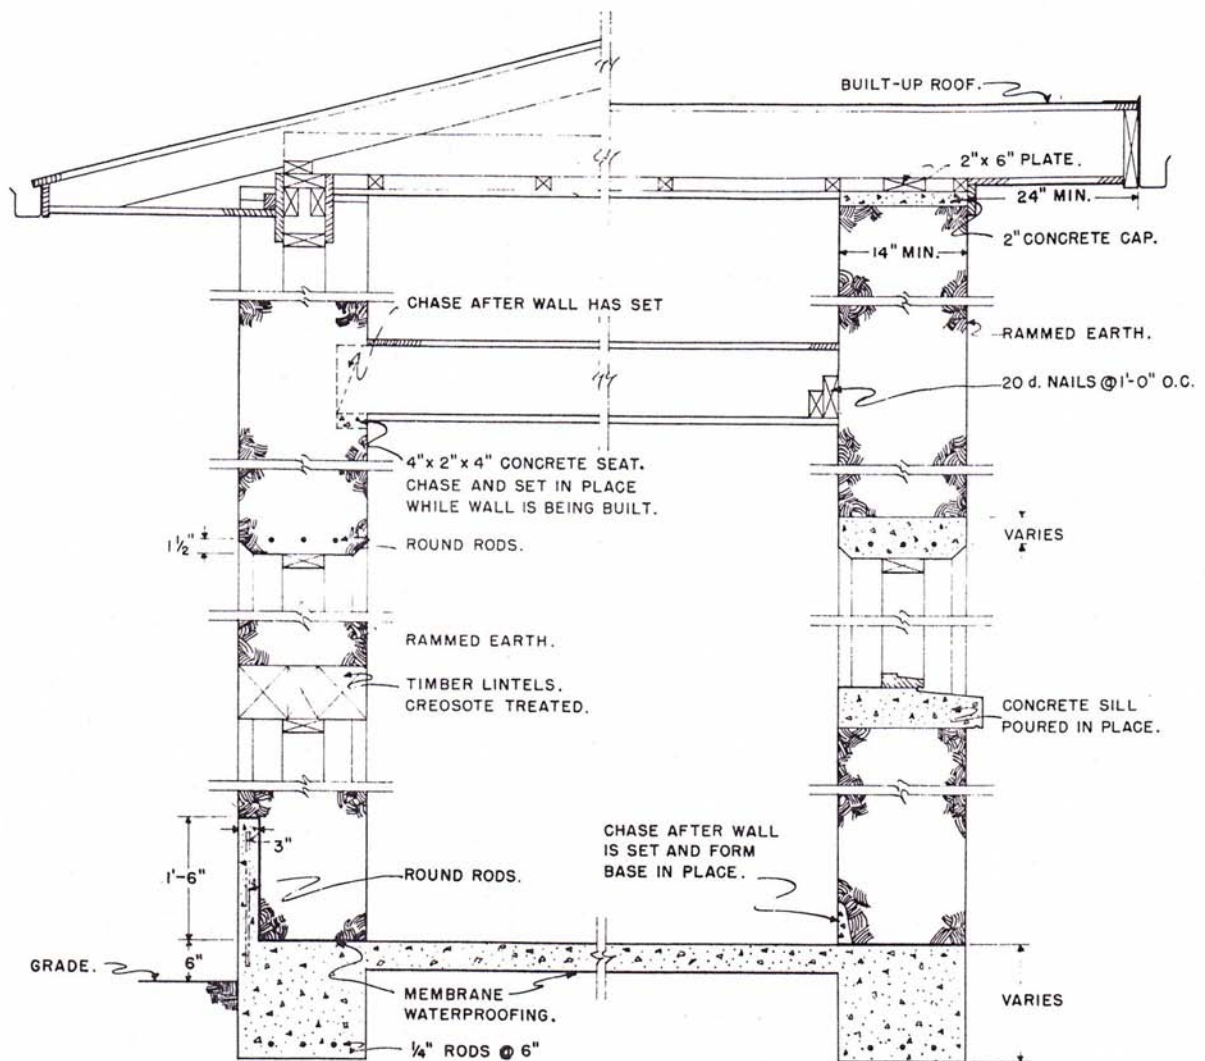 BUILT-UP ROOF.
2" x 6" PLATE.
24" MIN.
2" CONCRETE CAP.
14" MIN.
CHASE AFTER WALL HAS SET
RAMMED EARTH.
20 d. NAILS @ 1'-0" O.C.
4" x 2" x 4" CONCRETE SEAT.
CHASE AND SET IN PLACE
WHILE WALL IS BEING BUILT.
1 1/2"
ROUND RODS.
VARIES
RAMMED EARTH.
TIMBER LINTELS.
CREOSOTE TREATED.
CONCRETE SILL
POURED IN PLACE.
3"
1'-6"
ROUND RODS.
CHASE AFTER WALL
IS SET AND FORM
BASE IN PLACE.
6"
GRADE.
MEMBRANE
WATERPROOFING.
VARIES
1/4" RODS @ 6"